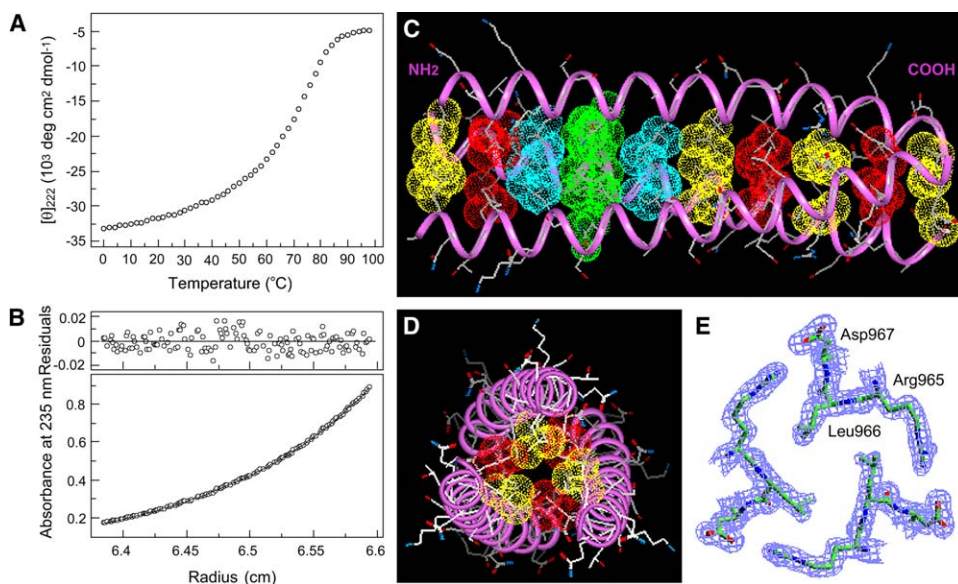 A
[θ]222 (10³ deg cm2 dmol-1)
-5
-10
-15
-20
-25
-30
-35
0 10 20 30 40 50 60 70 80 90 100
Temperature (°C)
B
Residuals
0.02
0
-0.02
Absorbance at 235 nm
0.8
0.6
0.4
0.2
6.4 6.45 6.5 6.55 6.6
Radius (cm)
C
NH2
COOH
D
E
Asp967
Arg965
Leu966